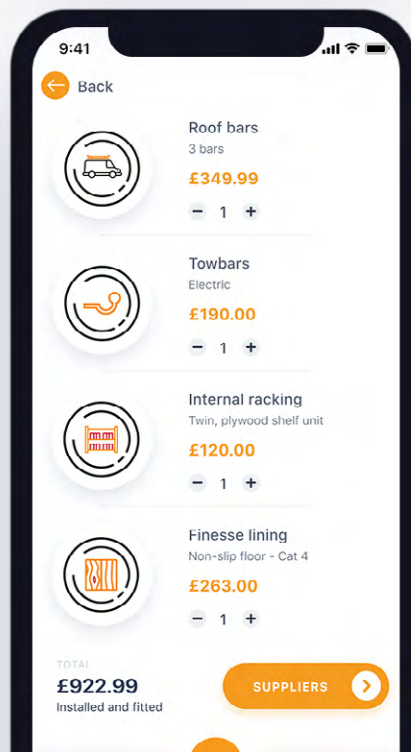 9:41
Back
Roof bars
3 bars
£349.99
− 1 +
Towbars
Electric
£190.00
− 1 +
Internal racking
Twin, plywood shelf unit
£120.00
− 1 +
Finesse lining
Non-slip floor - Cat 4
£263.00
− 1 +
TOTAL
£922.99
Installed and fitted
SUPPLIERS